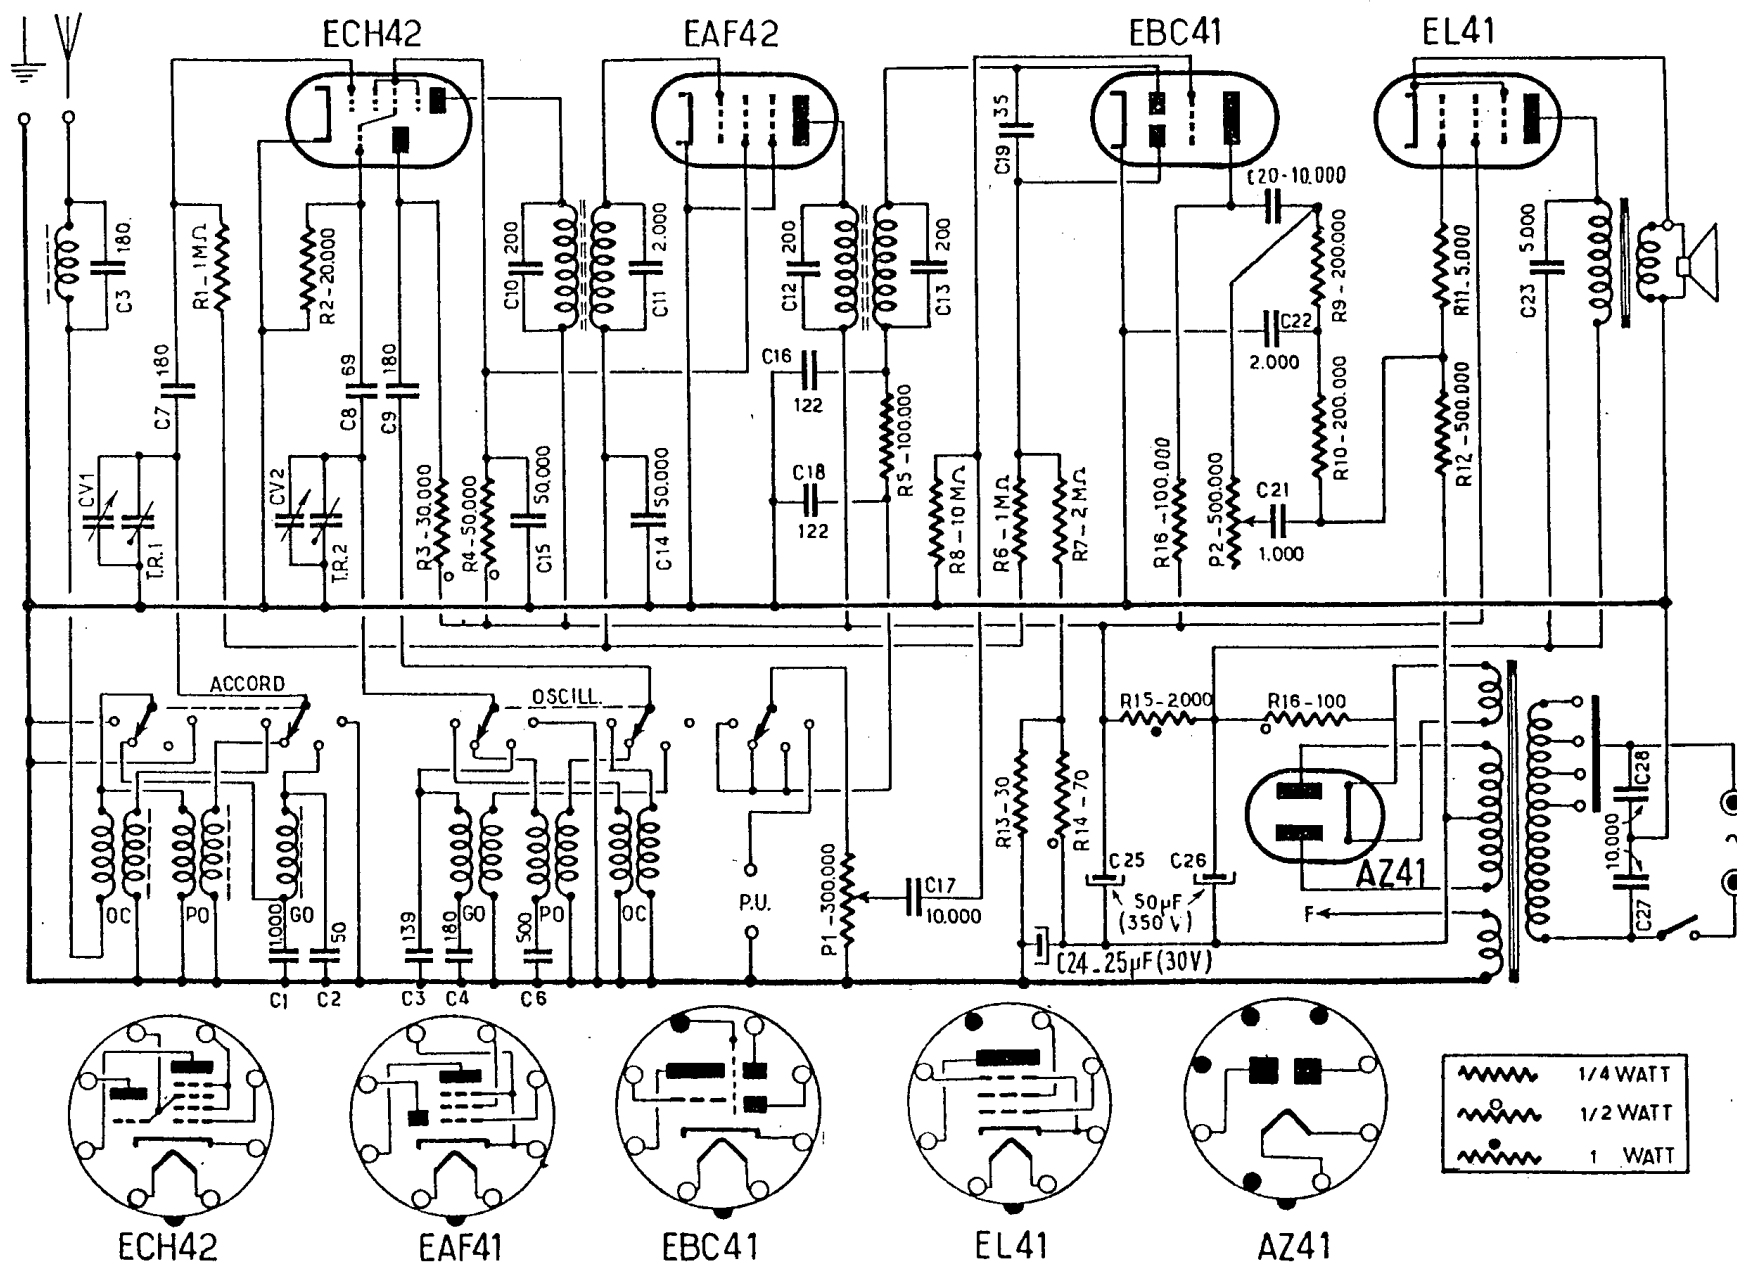 ECH42
EAF42
EBC41
EL41
C3 180
R1-1MΩ
R2-20.000
C10 200
C11 2.000
C12 200
C13 200
C19 35
C20-10.000
R9-200.000
R11-5.000
C23 5.000
C7 180
C8 69
C9 180
C16
122
C22
2.000
R5-100.000
R10-200.000
R12-500.000
CV1
T.R.1
CV2
T.R.2
R3-30.000
R4-50.000
C15 50.000
C14 50.000
C18
122
R8-10MΩ
R6-1MΩ
R7-2MΩ
R16-100.000
P2-500.000
C21
1.000
ACCORD
OSCILL.
R15-2000
R16-100
OC
PO
GO
1.000
50
139
180
GO
500
PO
OC
P.U.
P1-300.000
C17
10.000
R13-30
R14-70
C25
C26
50µF
(350V)
AZ41
F
C28
10.000
C27
C24-25µF(30V)
C1
C2
C3
C4
C6
1/4 WATT
1/2 WATT
1 WATT
ECH42
EAF41
EBC41
EL41
AZ41